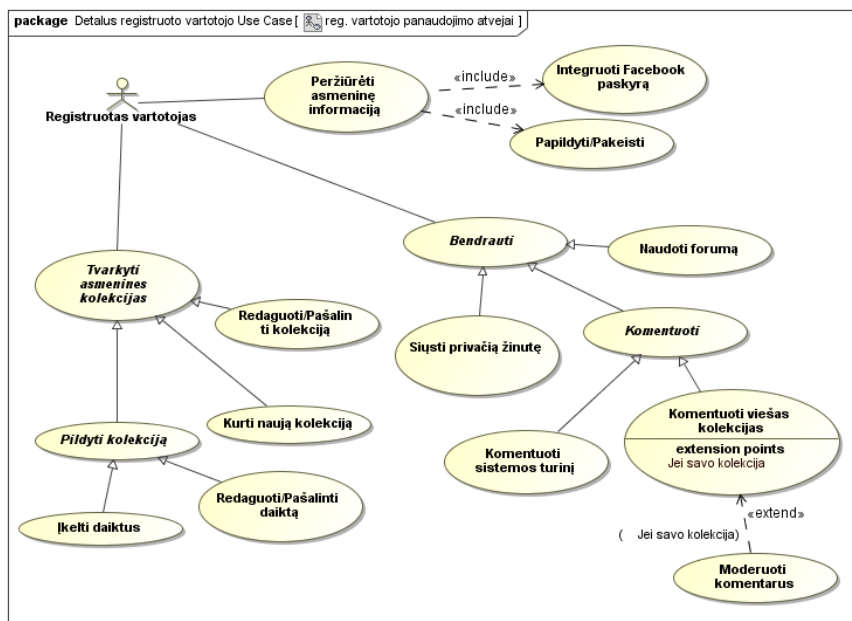 package Detalus registruoto vartotojo Use Case [ reg. vartotojo panaudojimo atvejai ]
Registruotas vartotojas
Peržiūrėti
asmeninę
informaciją
«include»
«include»
Integruoti Facebook
paskyrą
Papildyti/Pakeisti
Bendrauti
Naudoti forumą
Tvarkyti
asmenines
kolekcijas
Redaguoti/Pašalin
ti kolekciją
Siųsti privačią žinutę
Komentuoti
Kurti naują kolekciją
Pildyti kolekciją
Komentuoti
sistemos turinį
Komentuoti viešas
kolekcijas
extension points
Jei savo kolekcija
Redaguoti/Pašalinti
daiktą
Įkelti daiktus
«extend»
( Jei savo kolekcija)
Moderuoti
komentarus